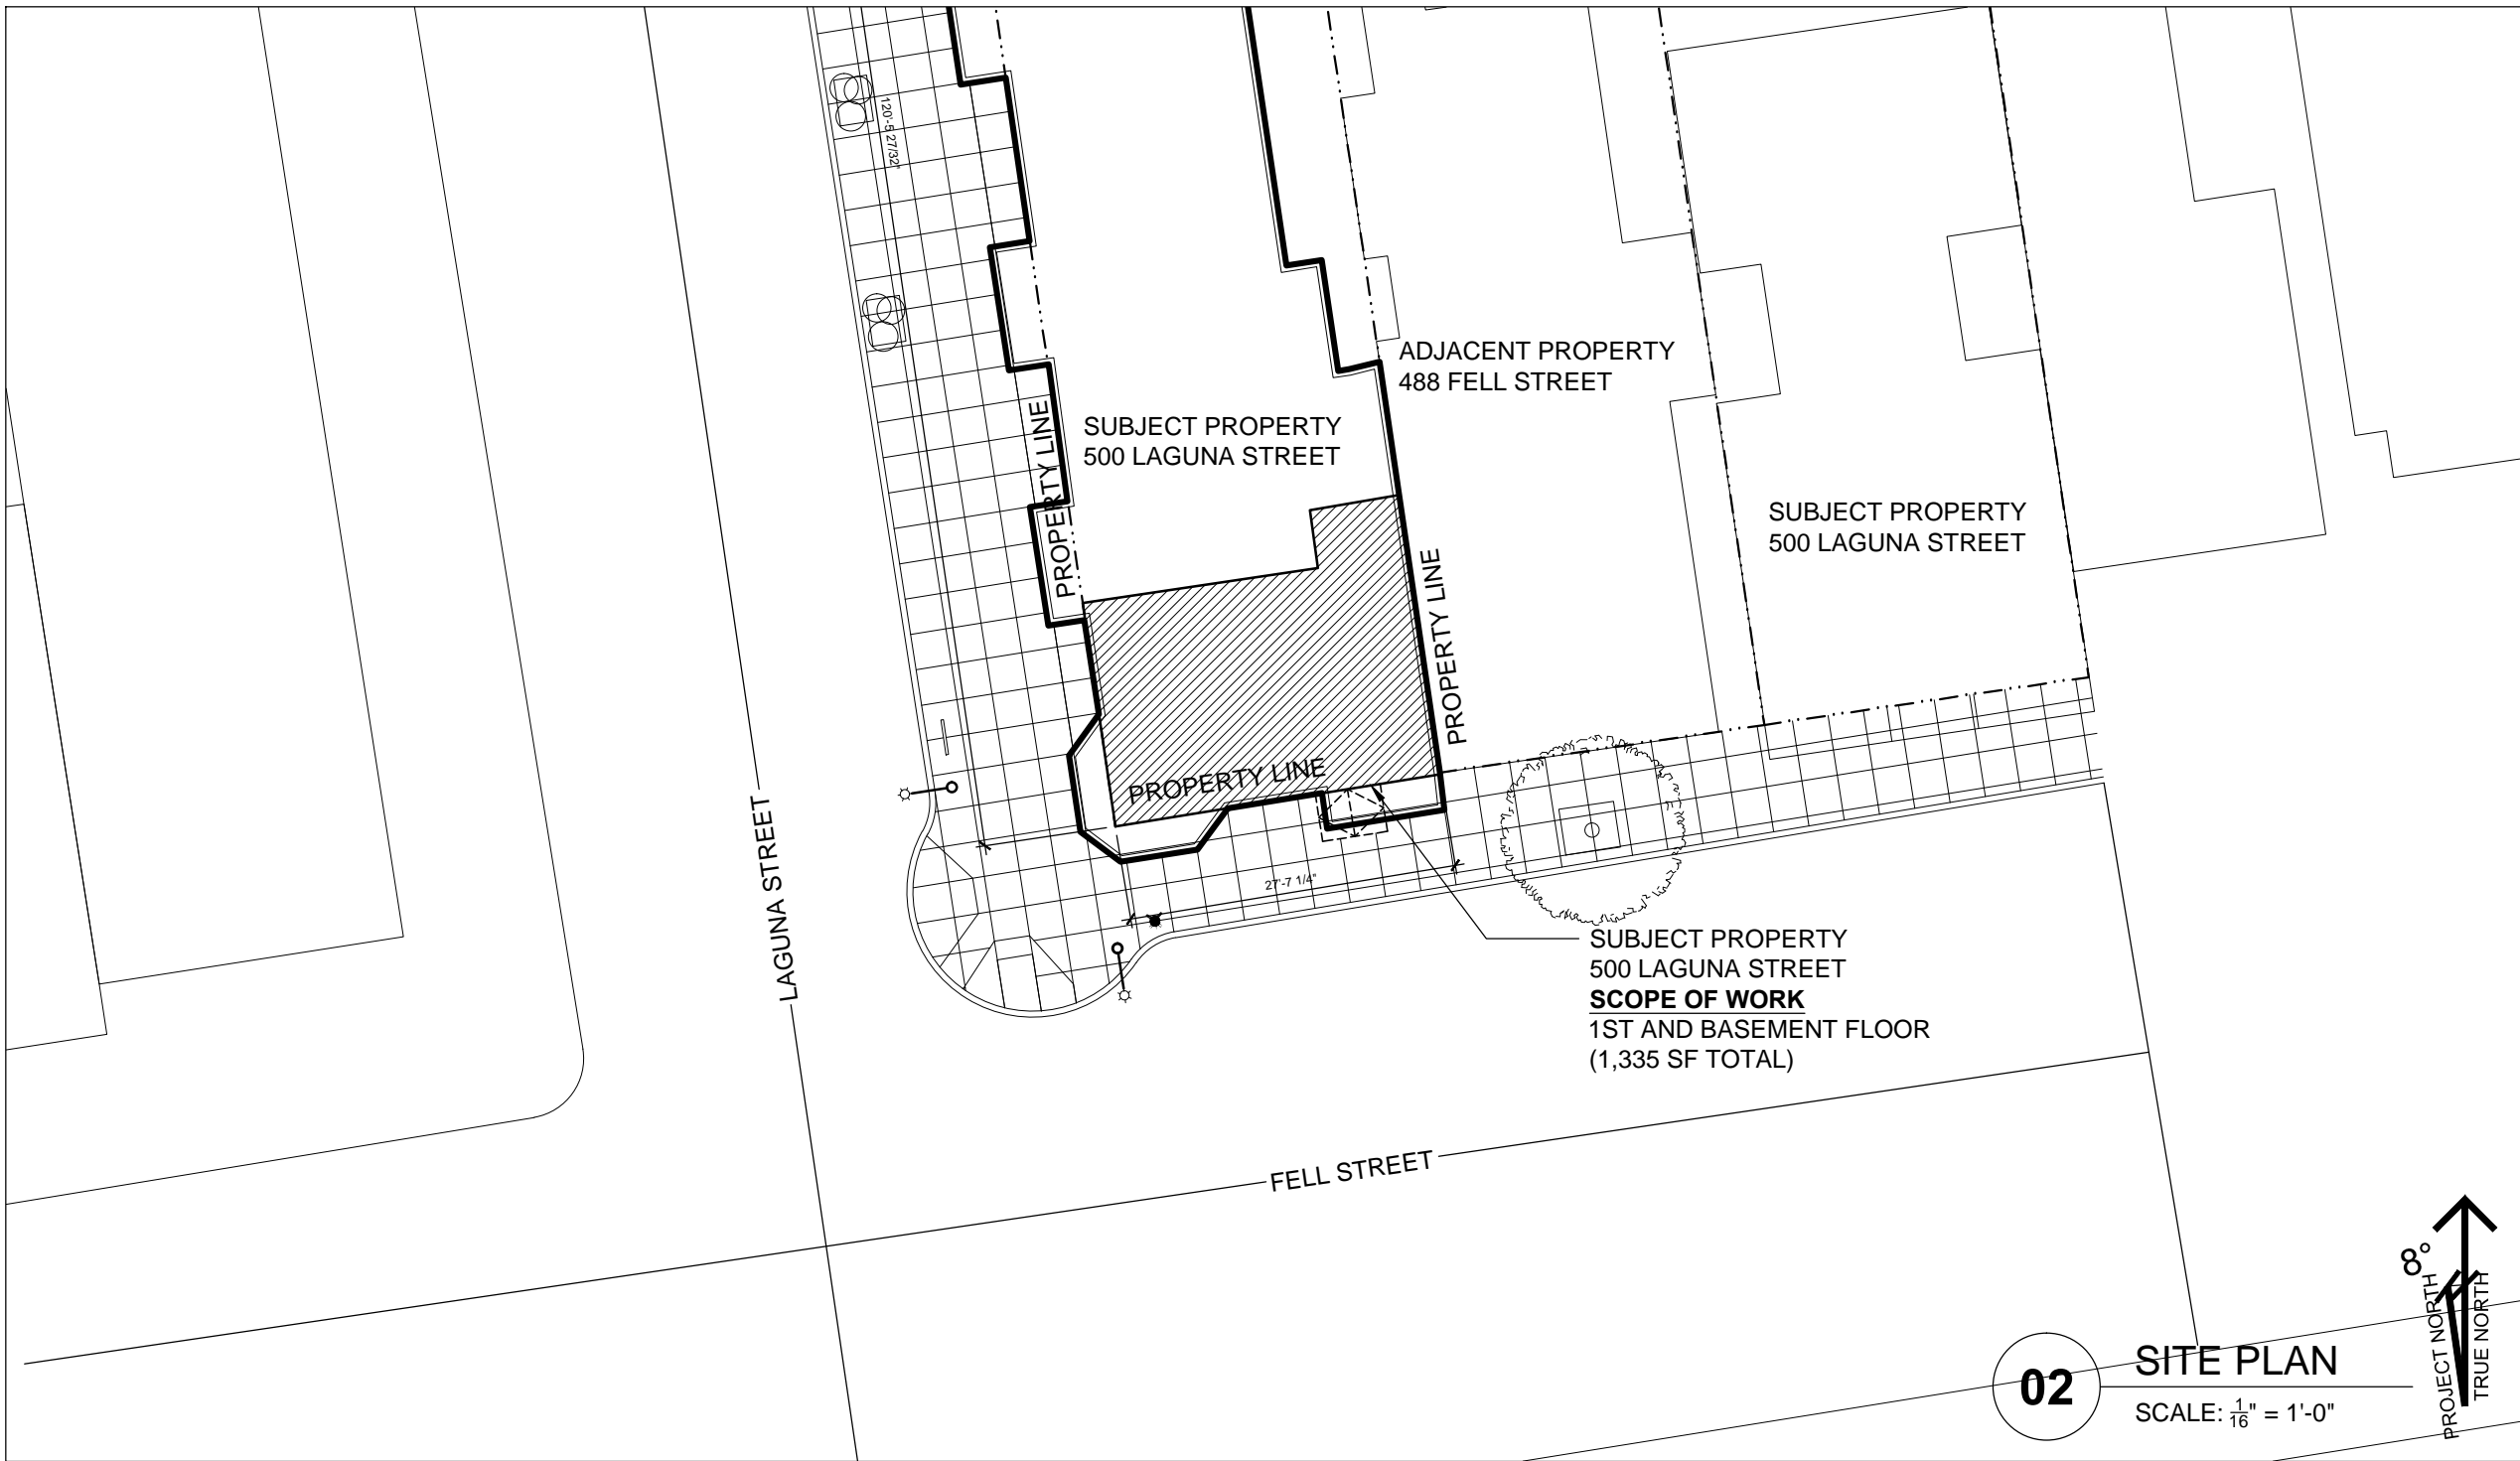 120'-5 27/32"
ADJACENT PROPERTY
488 FELL STREET
SUBJECT PROPERTY
500 LAGUNA STREET
PROPERTY LINE
SUBJECT PROPERTY
500 LAGUNA STREET
PROPERTY LINE
PROPERTY LINE
LAGUNA STREET
27'-7 1/4"
SUBJECT PROPERTY
500 LAGUNA STREET
SCOPE OF WORK
1ST AND BASEMENT FLOOR
(1,335 SF TOTAL)
FELL STREET
8°
PROJECT NORTH
TRUE NORTH
02
SITE PLAN
SCALE: 1/16" = 1'-0"